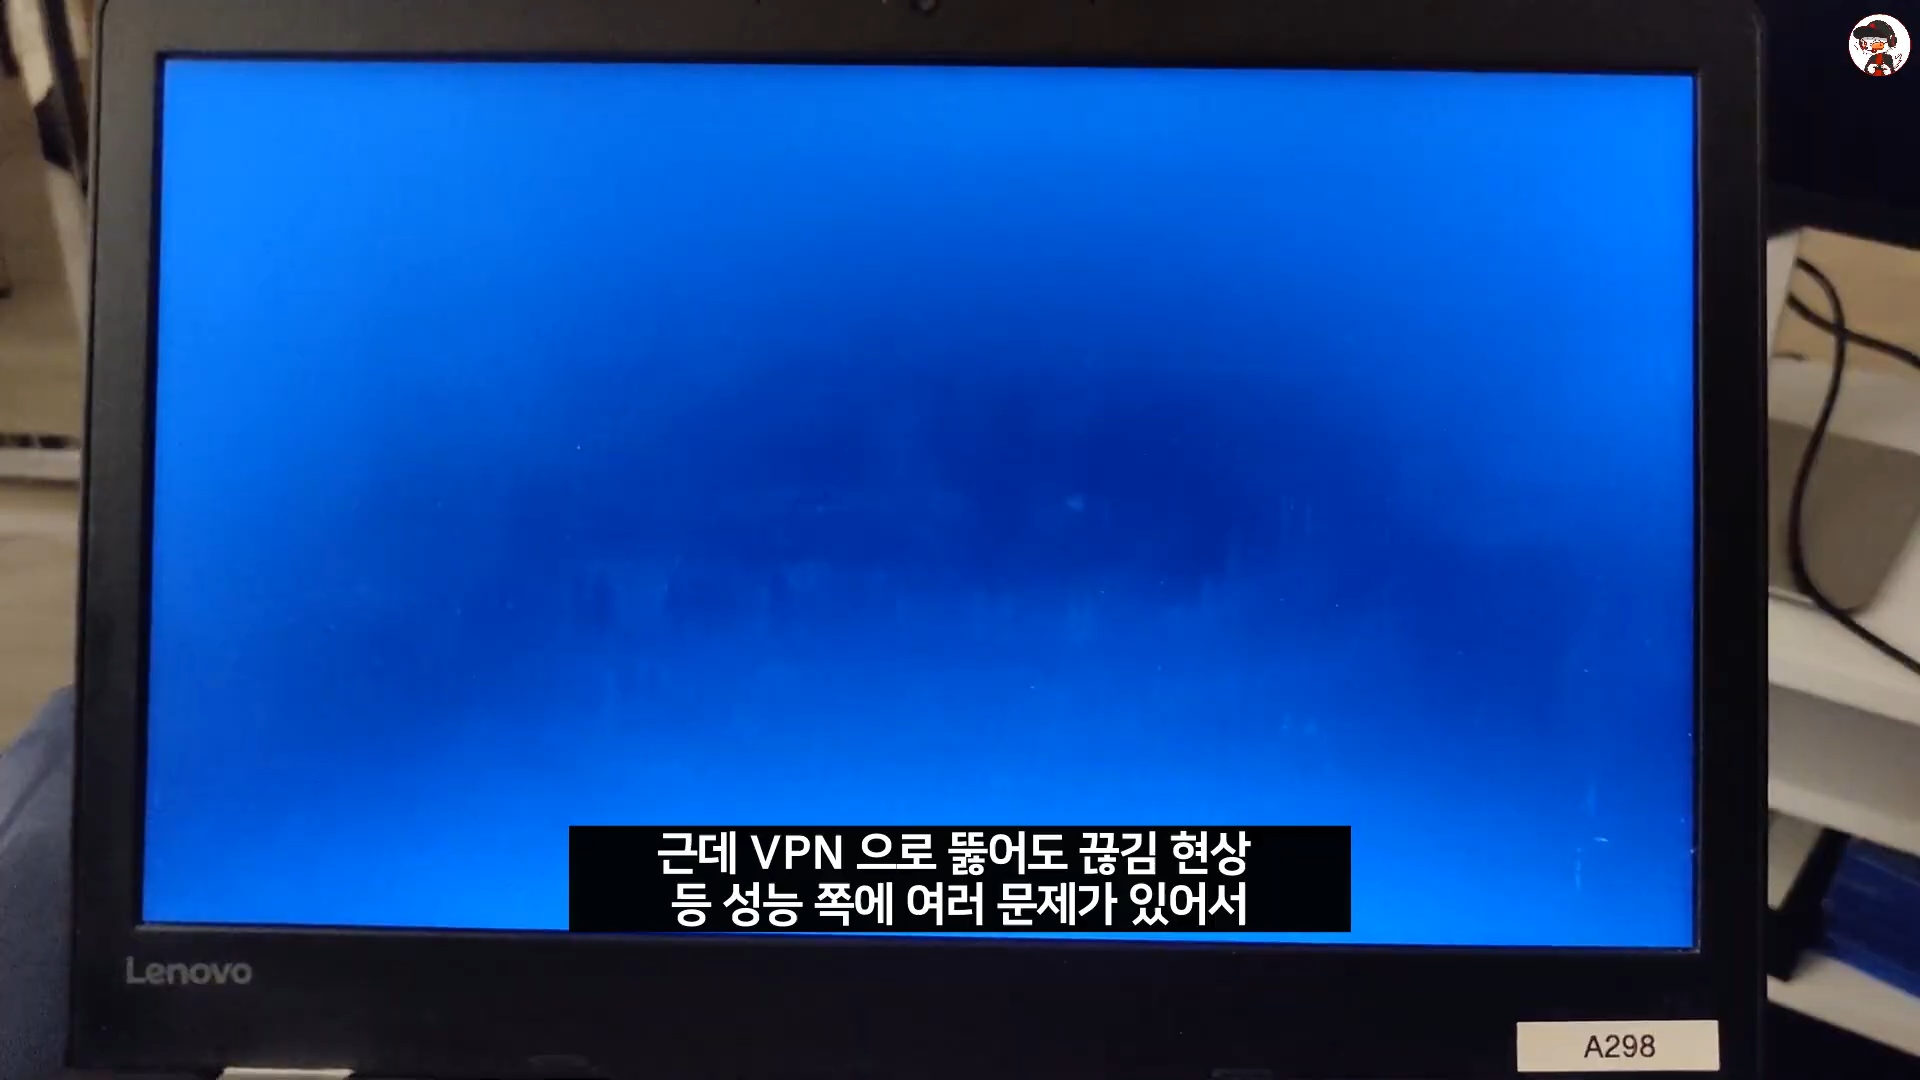 근데 VPN 으로 뚫어도 끊김 현상
등 성능 쪽에 여러 문제가 있어서
Lenovo
A298